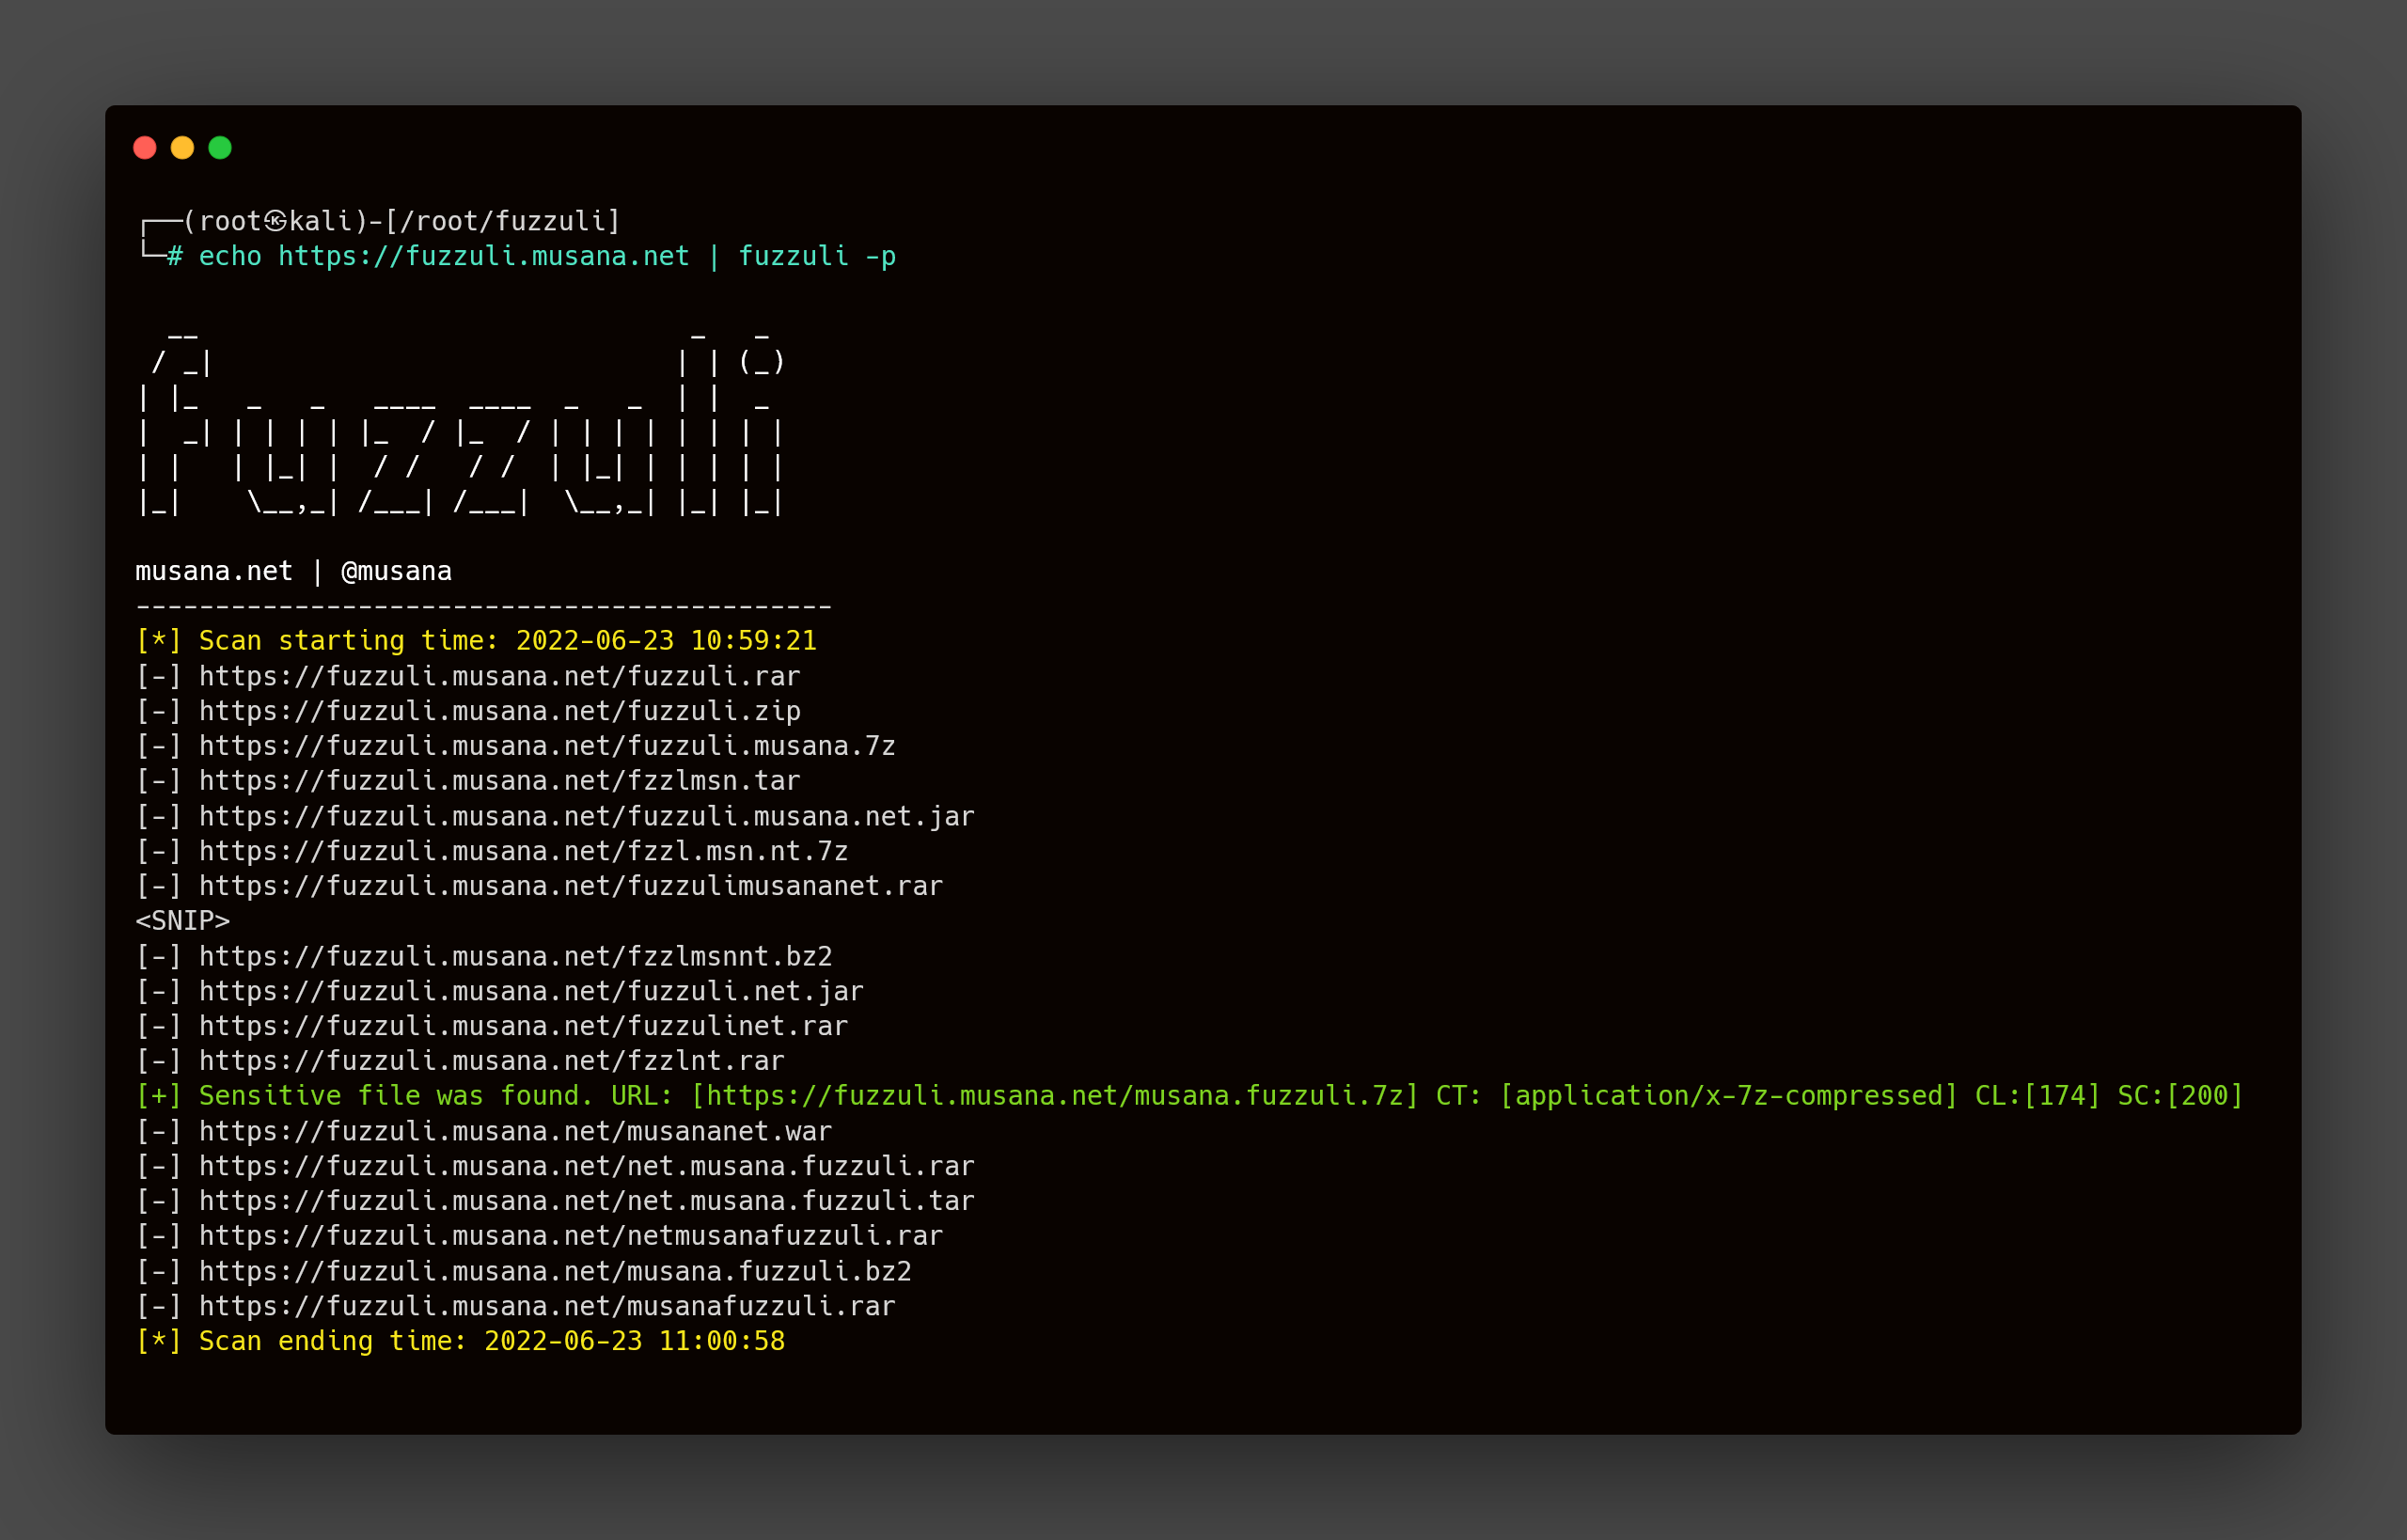 ┌──(root㉿kali)-[/root/fuzzuli]
└─# echo https://fuzzuli.musana.net | fuzzuli -p
  __                               _   _
 / _|                             | | (_)
| |_   _   _   ____  ____  _   _  | |  _
|  _| | | | | |_  / |_  / | | | | | | | |
| |   | |_| |  / /   / /  | |_| | | | | |
|_|    \__,_| /___| /___|  \__,_| |_| |_|
musana.net | @musana
--------------------------------------------
[*] Scan starting time: 2022-06-23 10:59:21
[-] https://fuzzuli.musana.net/fuzzuli.rar
[-] https://fuzzuli.musana.net/fuzzuli.zip
[-] https://fuzzuli.musana.net/fuzzuli.musana.7z
[-] https://fuzzuli.musana.net/fzzlmsn.tar
[-] https://fuzzuli.musana.net/fuzzuli.musana.net.jar
[-] https://fuzzuli.musana.net/fzzl.msn.nt.7z
[-] https://fuzzuli.musana.net/fuzzulimusananet.rar
<SNIP>
[-] https://fuzzuli.musana.net/fzzlmsnnt.bz2
[-] https://fuzzuli.musana.net/fuzzuli.net.jar
[-] https://fuzzuli.musana.net/fuzzulinet.rar
[-] https://fuzzuli.musana.net/fzzlnt.rar
[+] Sensitive file was found. URL: [https://fuzzuli.musana.net/musana.fuzzuli.7z] CT: [application/x-7z-compressed] CL:[174] SC:[200]
[-] https://fuzzuli.musana.net/musananet.war
[-] https://fuzzuli.musana.net/net.musana.fuzzuli.rar
[-] https://fuzzuli.musana.net/net.musana.fuzzuli.tar
[-] https://fuzzuli.musana.net/netmusanafuzzuli.rar
[-] https://fuzzuli.musana.net/musana.fuzzuli.bz2
[-] https://fuzzuli.musana.net/musanafuzzuli.rar
[*] Scan ending time: 2022-06-23 11:00:58